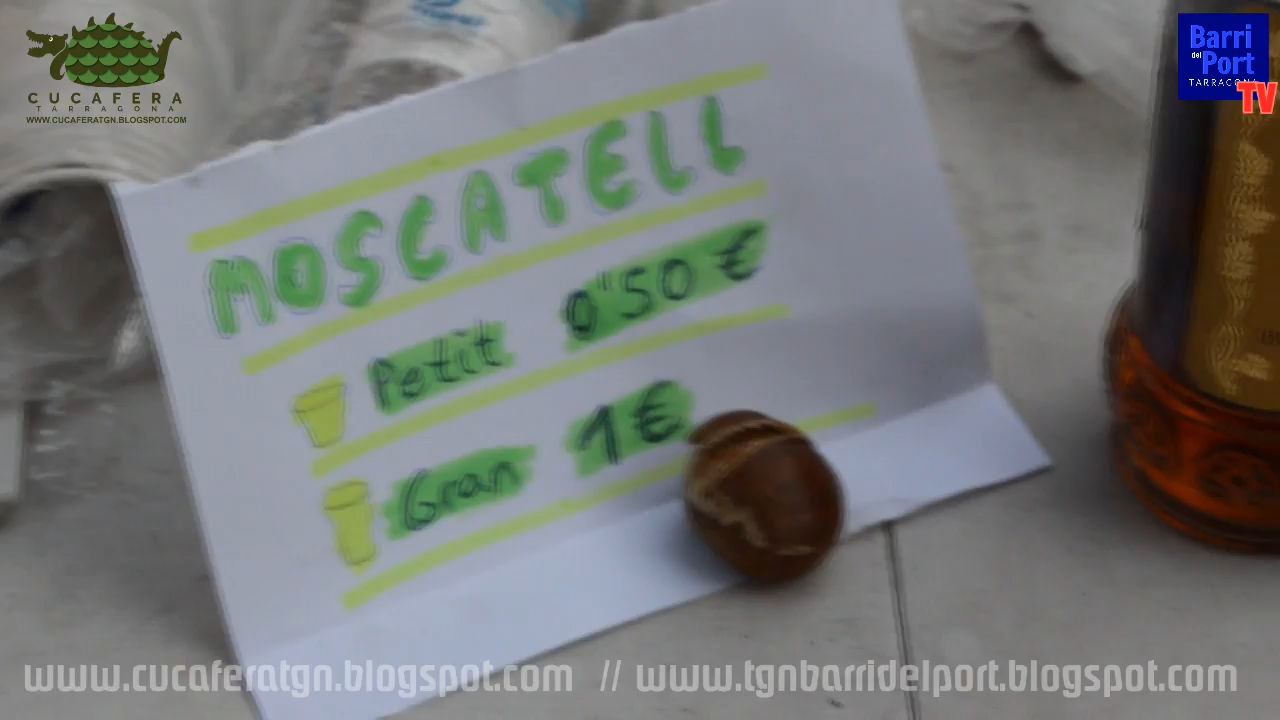 CUCAFERA
TARRAGONA
WWW.CUCAFERATGN.BLOGSPOT.COM
Barri
del
Port
TARRAGONA
TV
MOSCATELL
Petit 0"50 €
Gran 1 €
www.cucaferatgn.blogspot.com // www.tgnbarridelport.blogspot.com